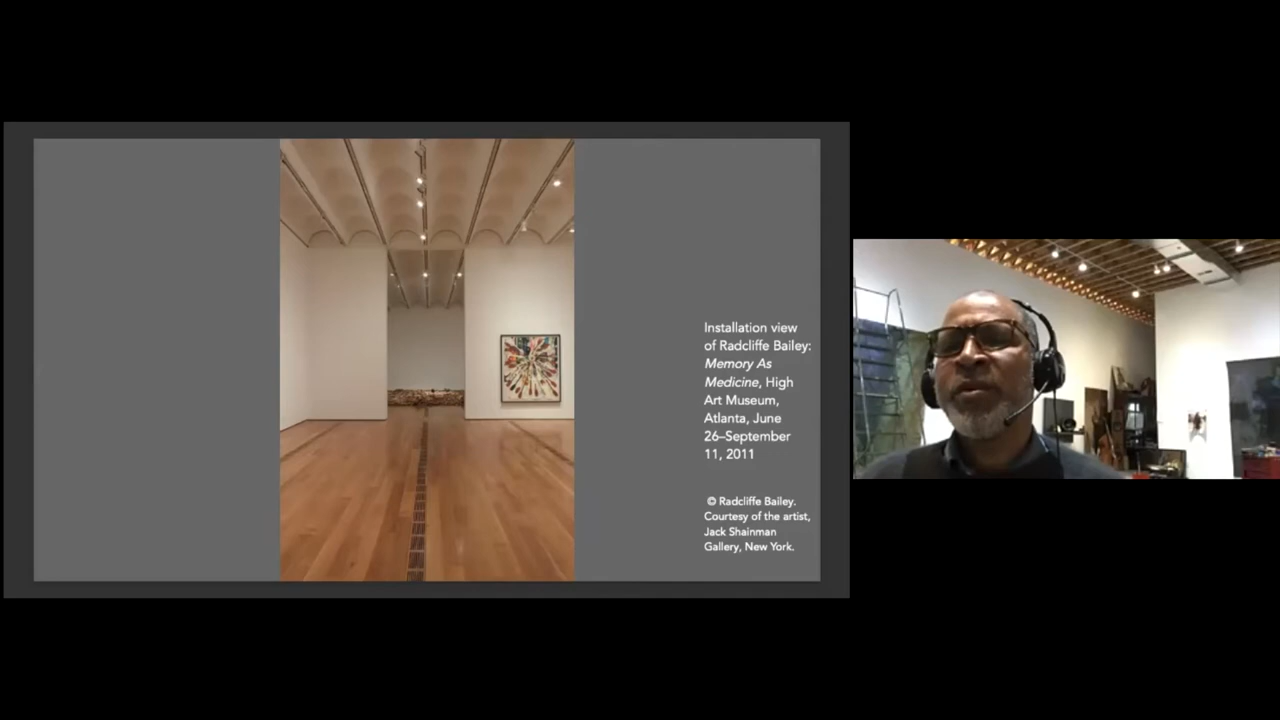 Installation view
of Radcliffe Bailey:
Memory As
Medicine, High
Art Museum,
Atlanta, June
26–September
11, 2011
© Radcliffe Bailey.
Courtesy of the artist,
Jack Shainman
Gallery, New York.